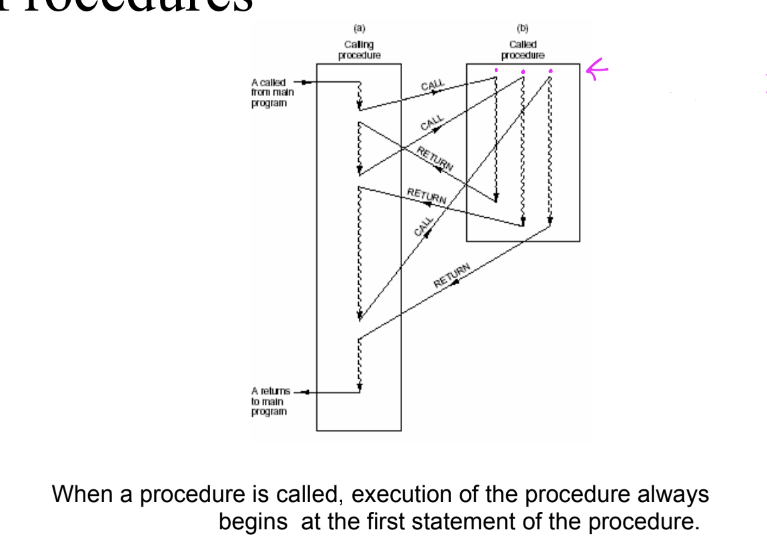 Procedures
(a)
Calling
procedure
(b)
Called
procedure
A called
from main
program
CALL
CALL
RETURN
RETURN
CALL
RETURN
A returns
to main
program
When a procedure is called, execution of the procedure always
begins at the first statement of the procedure.